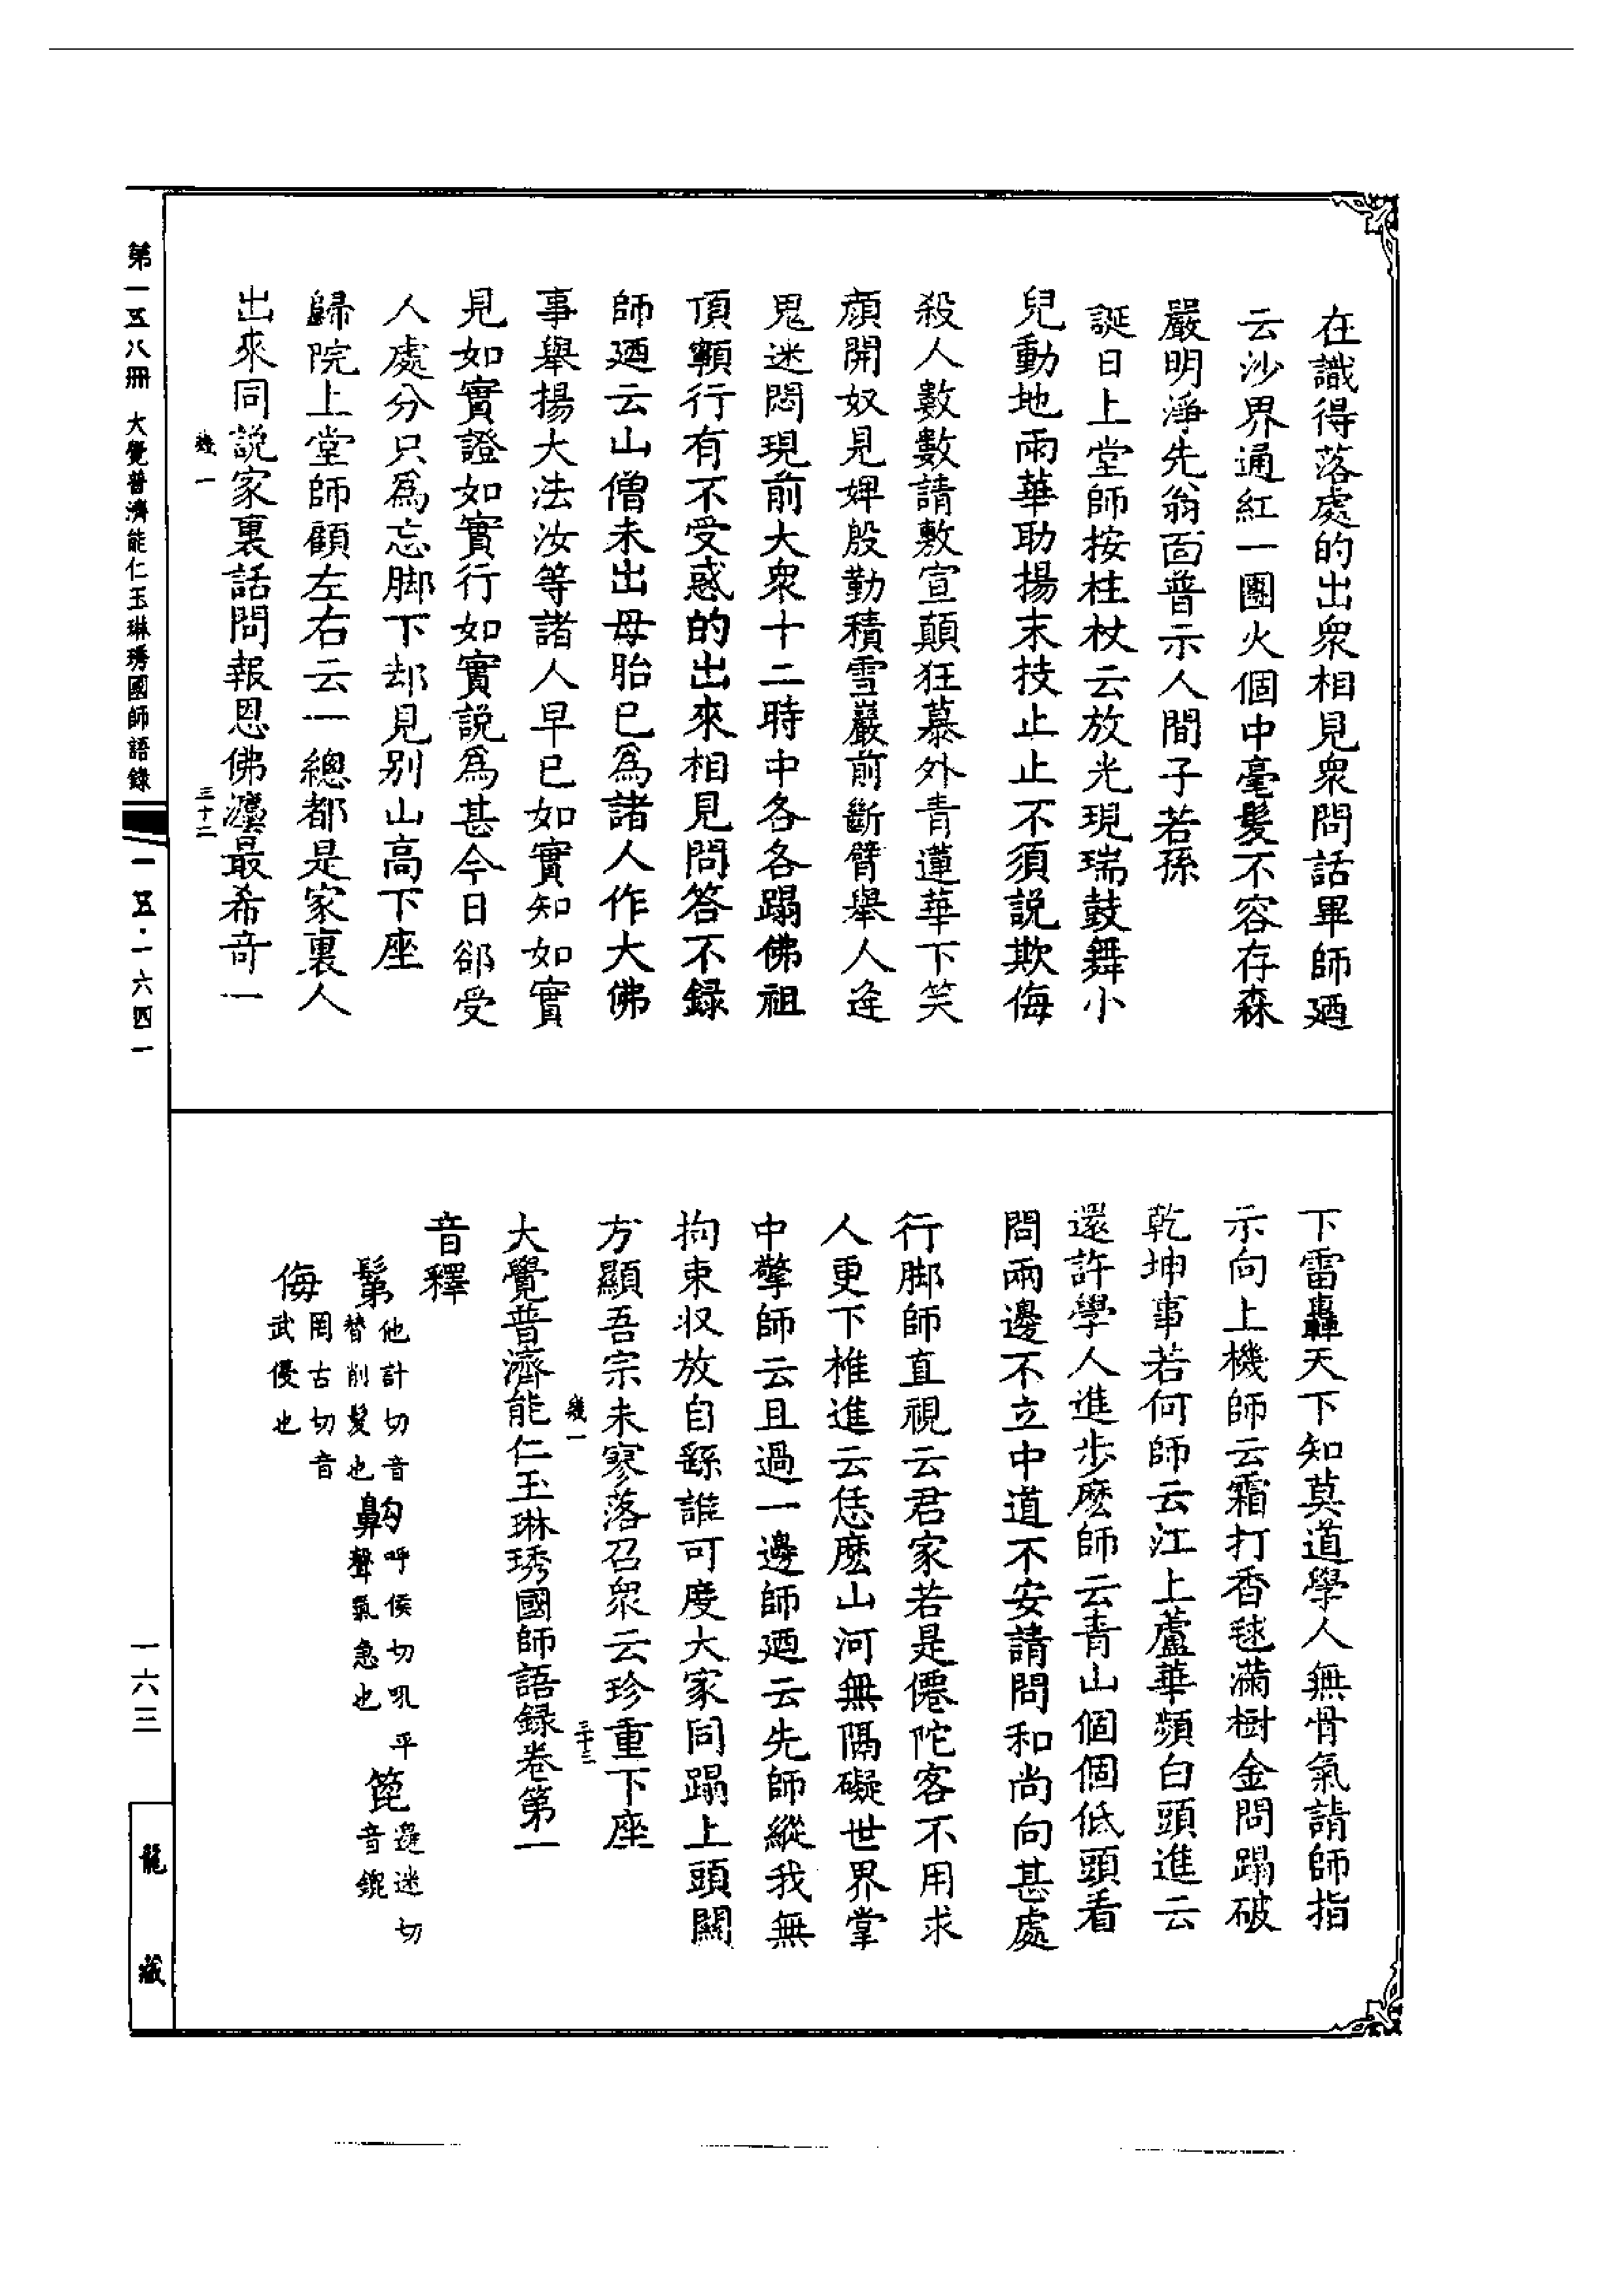 在識得落處的出衆相見衆問話畢師廼
云沙界通紅一團火個中毫髮不容存森
嚴明淨先翁面普示人間子若孫
誕日上堂師按柱杖云放光現瑞鼓舞小
兒動地雨華助揚末技止止不須說欺侮
殺人數數請敷宣顛狂慕外青蓮華下笑
顏開奴見婢殷勤積雪巖前斷臂舉人逄
鬼迷悶現前大衆十二時中各各蹋佛祖
頂𩕳行有不受惑的出來相見問答不録
師廼云山僧未出母胎已為諸人作大佛
事舉揚大法汝等諸人早已如實知如實
見如實證如實行如實說為甚今日郤受
人處分只為忘脚下却見別山高下座
歸院上堂師顧左右云一總都是家裏人
出來同說家裏話問報恩佛瀵最希奇一
幾一 三十二
下雷轟天下知莫道學人無骨氣請師指
示向上機師云霜打香毬滿樹金問蹋破
乾坤事若何師云江上蘆華頻白頭進云
還許學人進步麽師云青山個個低頭看
問兩邊不立中道不安請問和尚向甚處
行脚師直視云君家若是僊陀客不用求
人更下椎進云恁麽山河無隔礙世界掌
中擎師云且過一邊師廼云先師縱我無
拘束収放自繇誰可度大家同蹋上頭關
方顯吾宗未寥落召衆云珍重下座
幾一 三十三
大覺普濟能仁玉琳琇國師語録卷第一
音釋
鬀他計切音替削髮也 齁呼侯切吼平聲鼻氣急也 篦邊迷切音鎞
侮罔古切音武慢也
第一五八冊 大覺普濟能仁玉琳琇國師語錄
一五·一六四一
一六三
龍藏